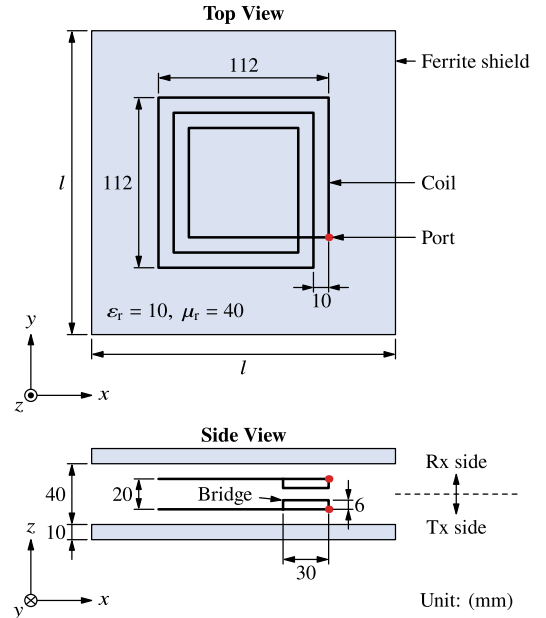 Top View
112
Ferrite shield
l
112
Coil
Port
10
εr = 10, μr = 40
l
y
z
x
Side View
Rx side
40
20
Bridge
6
Tx side
10
z
30
y
x
Unit: (mm)